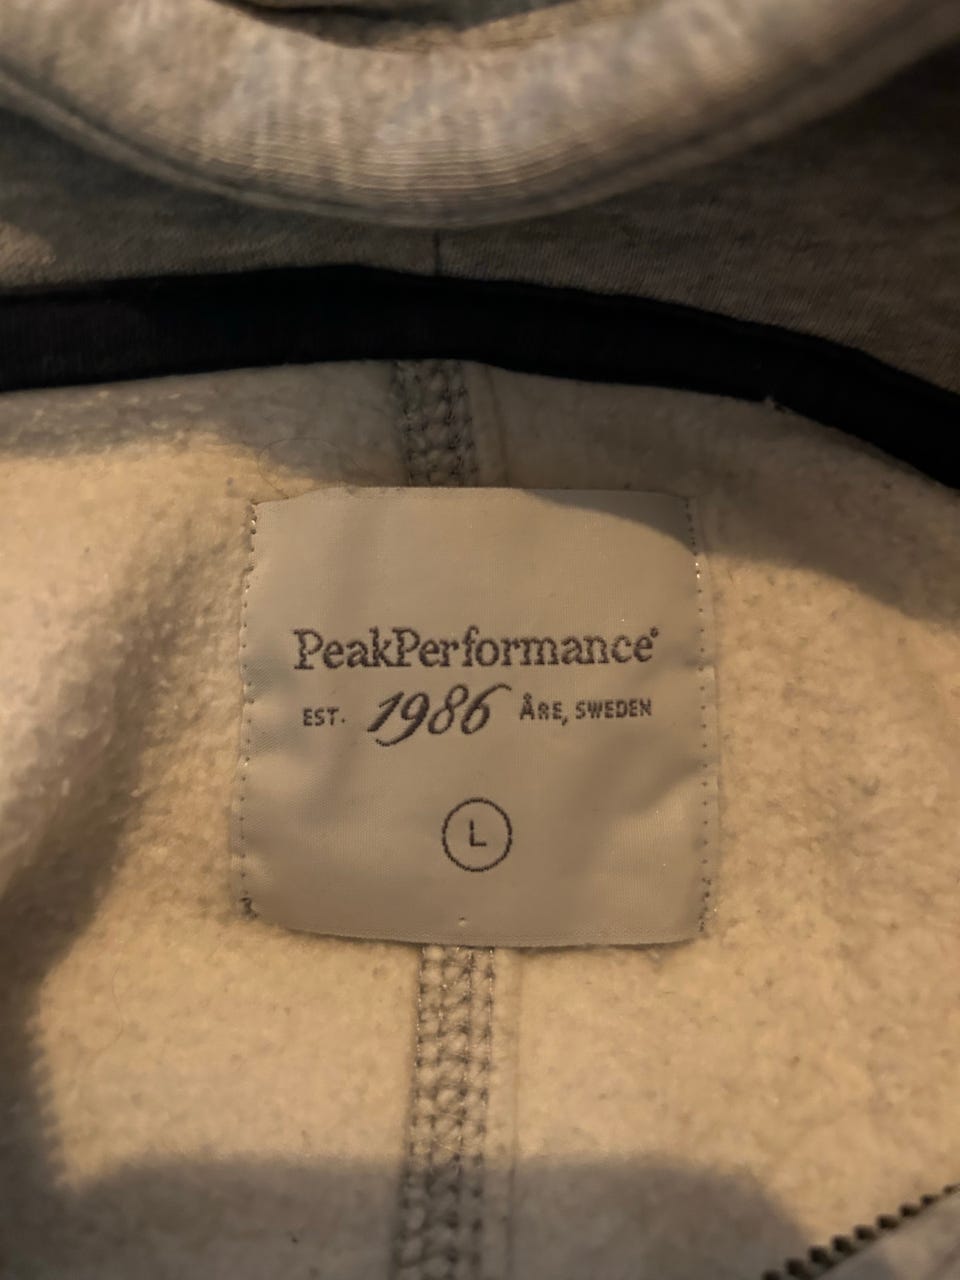 PeakPerformance®
EST. 1986 ÅRE, SWEDEN
L